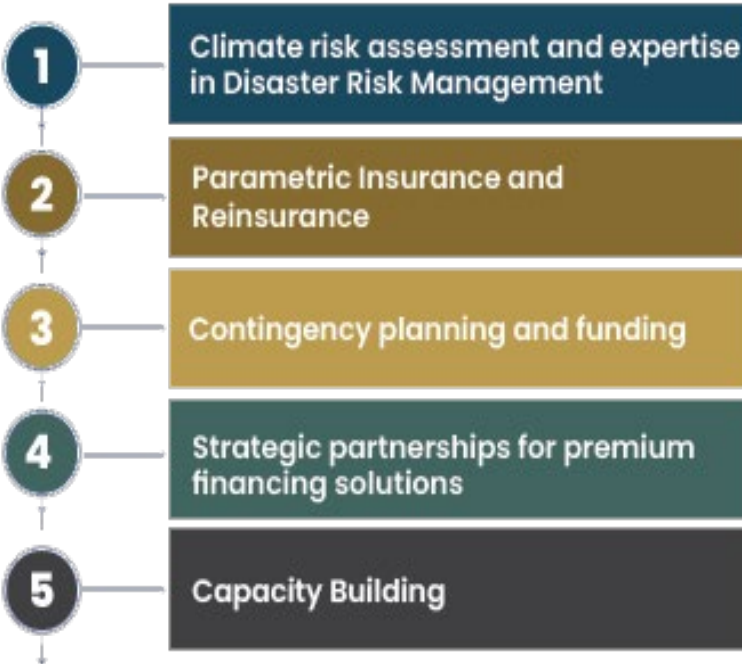 1
Climate risk assessment and expertise
in Disaster Risk Management
2
Parametric Insurance and
Reinsurance
3
Contingency planning and funding
4
Strategic partnerships for premium
financing solutions
5
Capacity Building